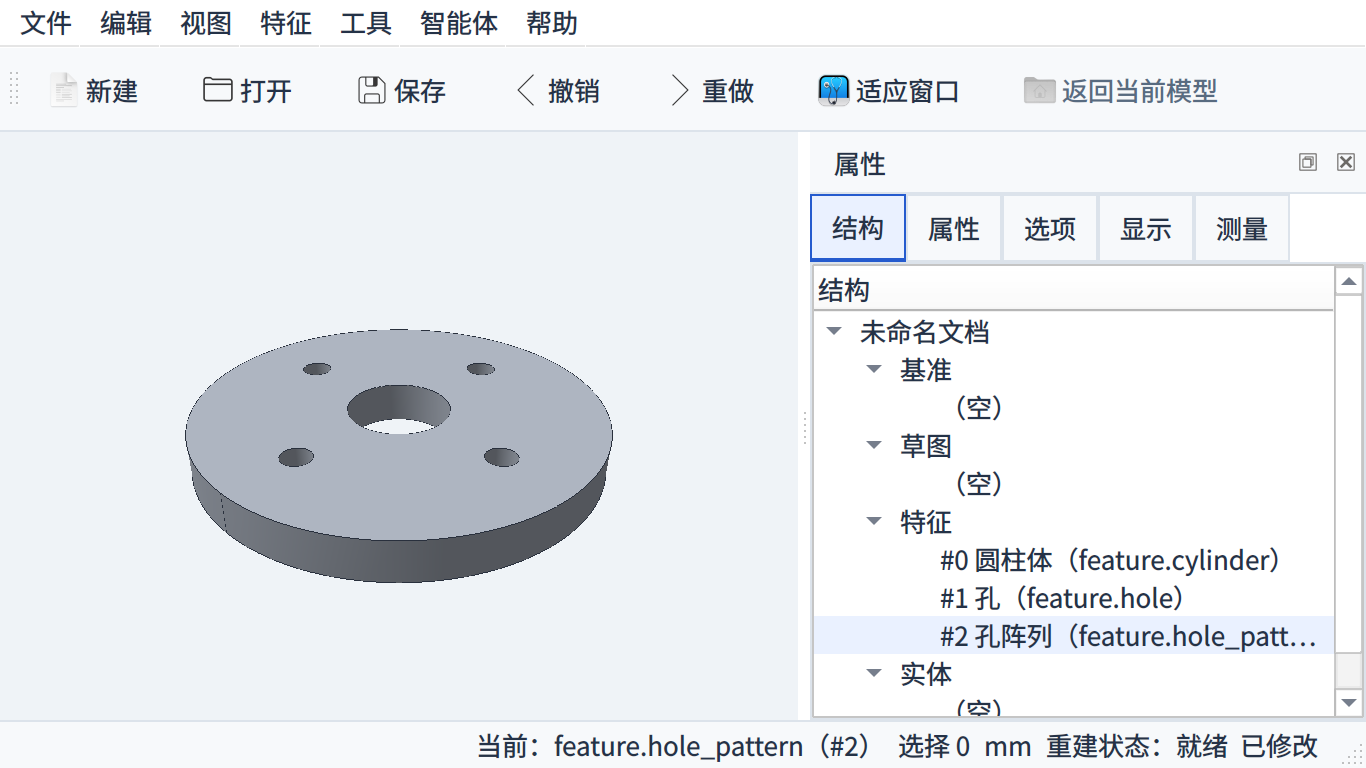 文件 编辑 视图 特征 工具 智能体 帮助
新建 打开 保存 撤销 重做 适应窗口 返回当前模型
属性
结构 属性 选项 显示 测量
结构
未命名文档
基准
（空）
草图
（空）
特征
#0 圆柱体（feature.cylinder）
#1 孔（feature.hole）
#2 孔阵列（feature.hole_patt…
实体
（空）
当前：feature.hole_pattern（#2） 选择 0 mm 重建状态：就绪 已修改